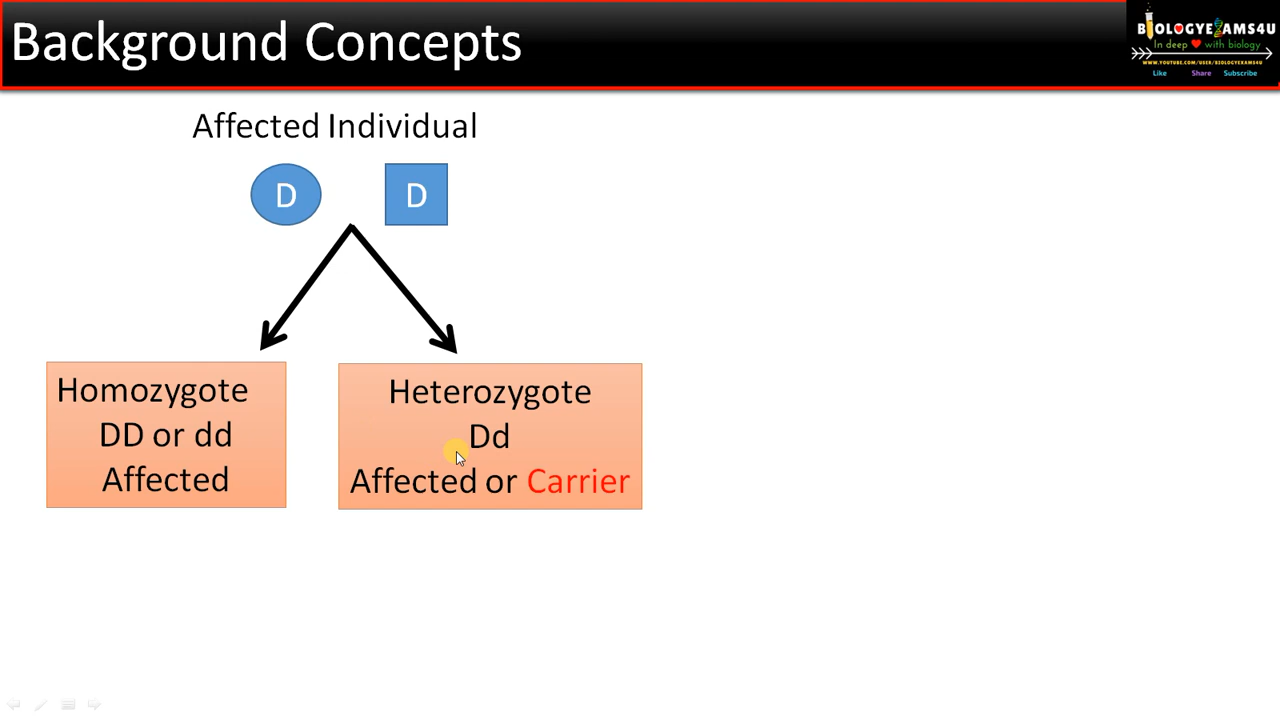 Background Concepts
BIOLOGYEXAMS4U
In deep with biology
WWW.YOUTUBE.COM/USER/BIOLOGYEXAMS4U
Like Share Subscribe
Affected Individual
D D
Homozygote
DD or dd
Affected
Heterozygote
Dd
Affected or Carrier